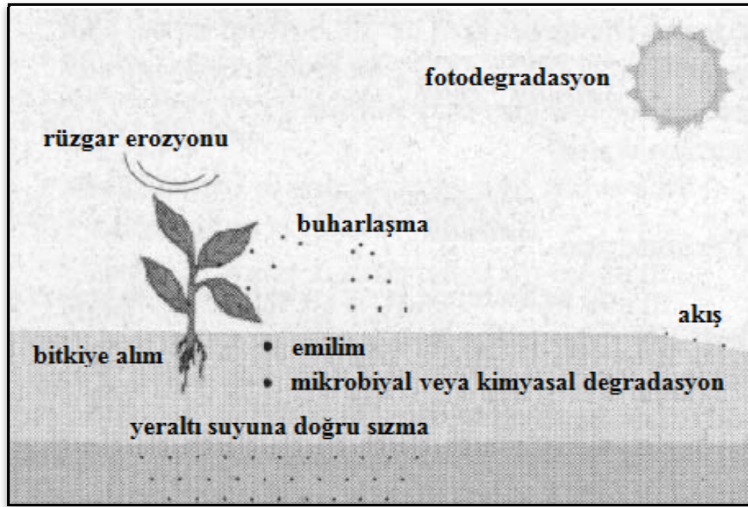 fotodegradasyon
rüzgar erozyonu
buharlaşma
akış
bitkiye alım
• emilim
• mikrobiyal veya kimyasal degradasyon
yeraltı suyuna doğru sızma